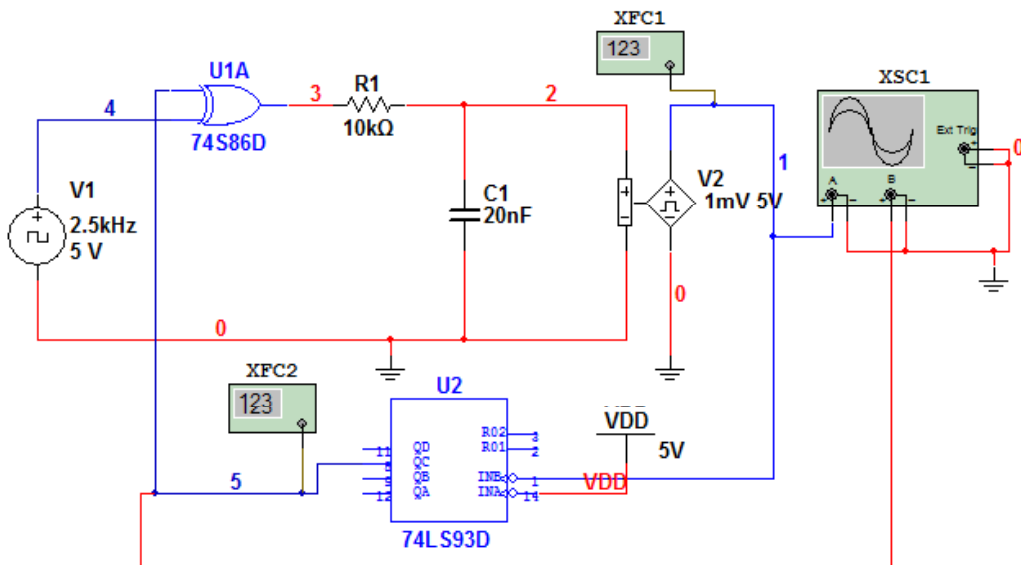 XFC1
123
U1A
4
74S86D
3
R1
10kΩ
2
XSC1
Ext Trig
+
−
0
A
B
+
−
+
−
V1
2.5kHz
5 V
C1
20nF
V2
1mV 5V
1
0
0
XFC2
123
U2
VDD
5V
11 QD
QC
QB
12 QA
R02 3
R01 2
INB 1
INA 14
VDD
5
74LS93D